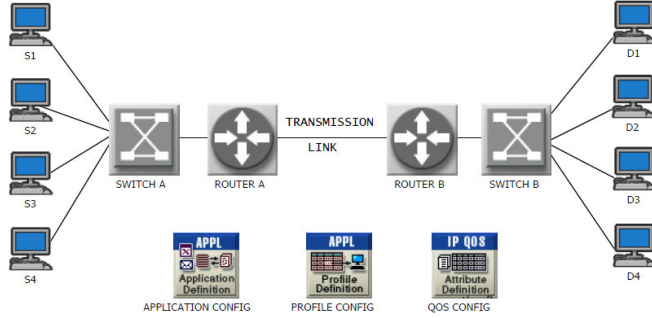 S1
D1
S2
D2
TRANSMISSION
LINK
SWITCH A
ROUTER A
ROUTER B
SWITCH B
S3
D3
S4
D4
APPL
Application
Definition
APPL
Profile
Definition
IP QOS
Attribute
Definition
APPLICATION CONFIG
PROFILE CONFIG
QOS CONFIG